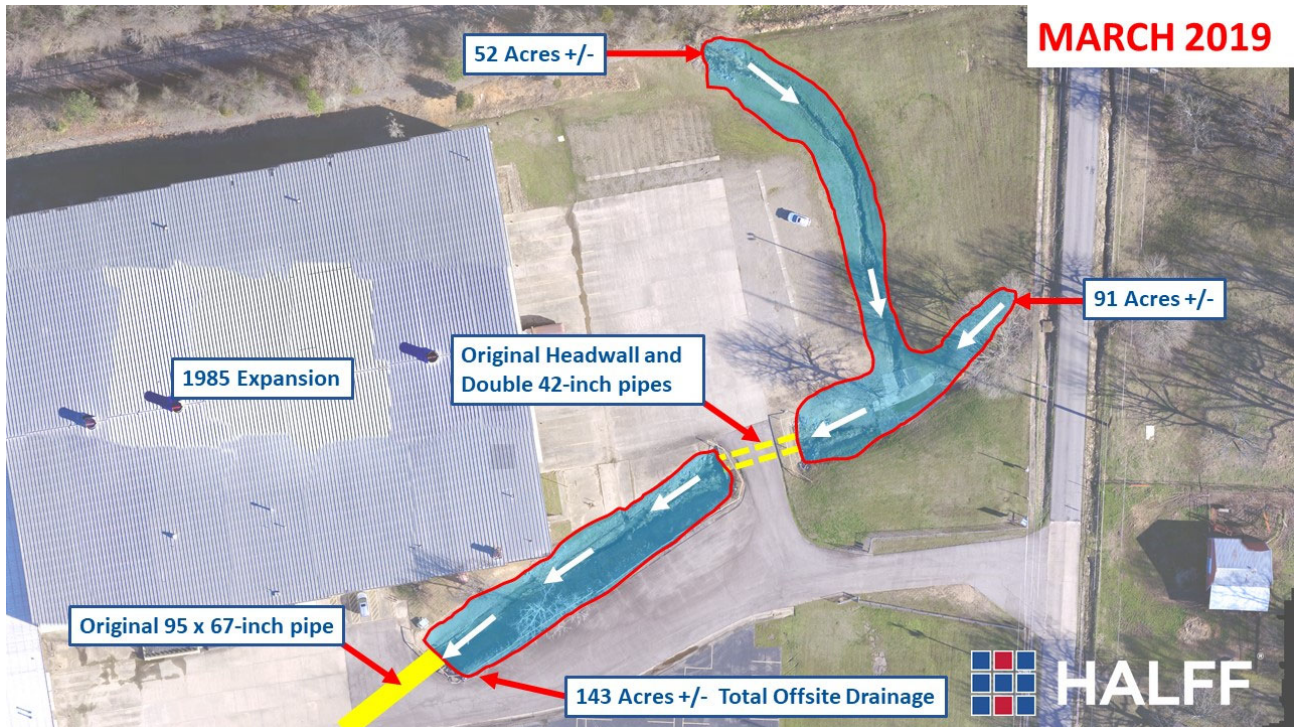 MARCH 2019
52 Acres +/-
91 Acres +/-
Original Headwall and
Double 42-inch pipes
1985 Expansion
Original 95 x 67-inch pipe
143 Acres +/- Total Offsite Drainage
HALFF